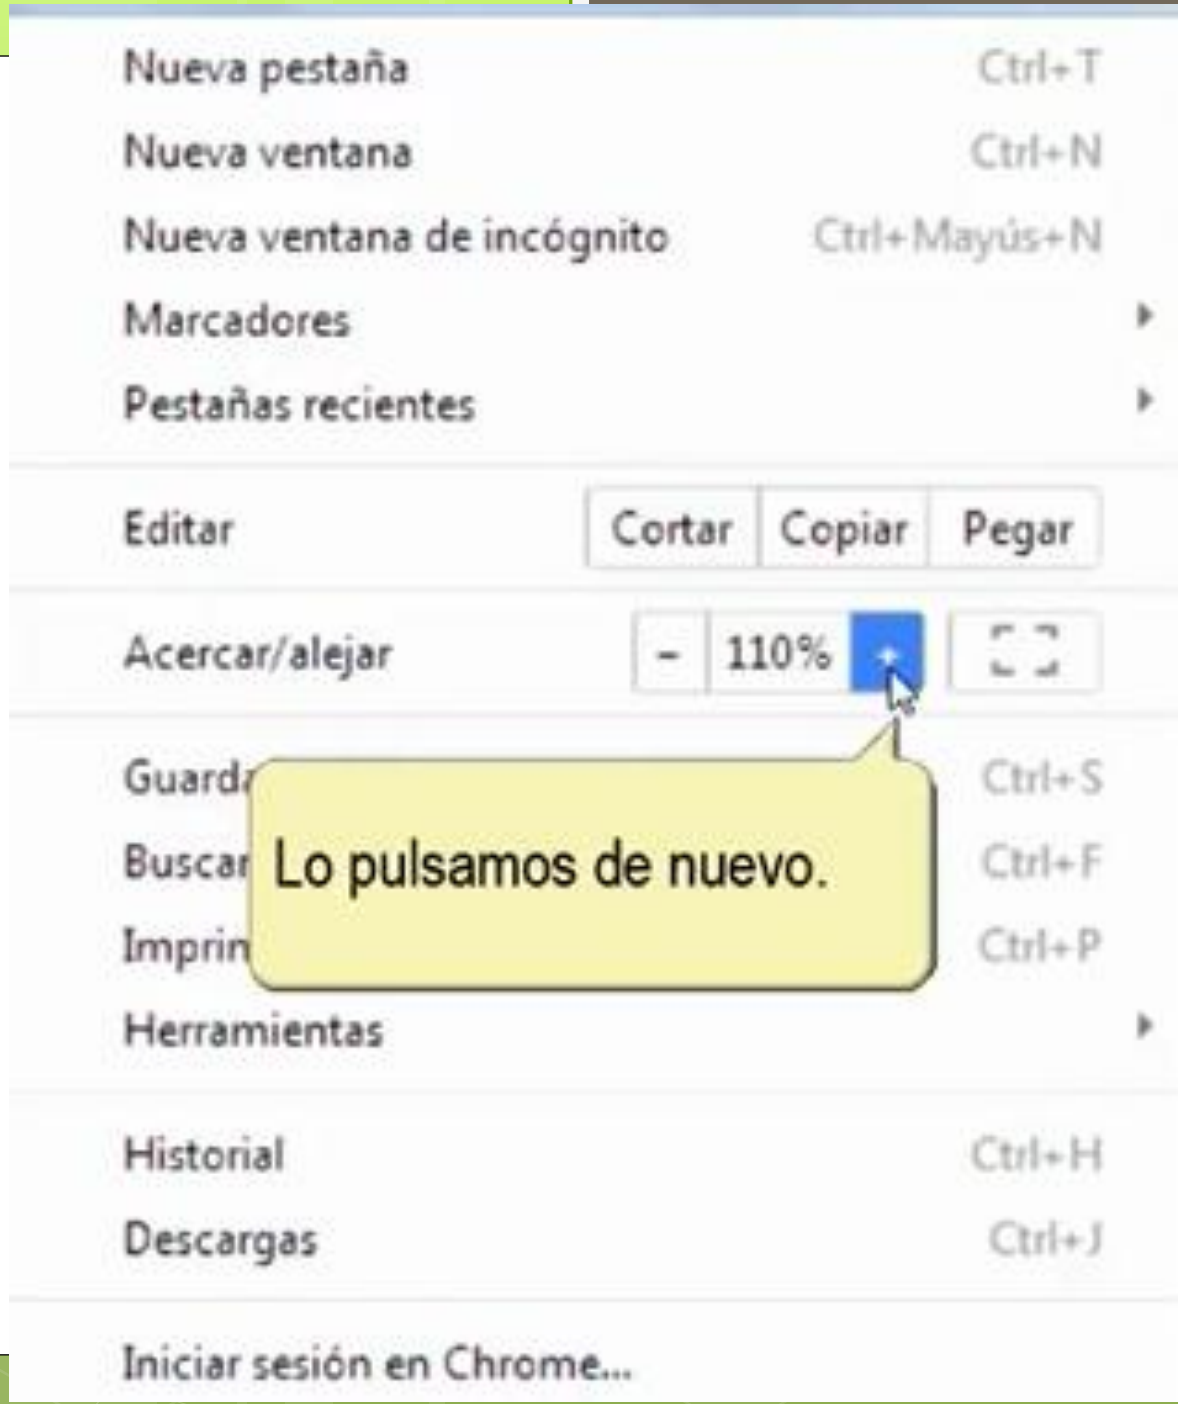 Nueva pestaña Ctrl+T
Nueva ventana Ctrl+N
Nueva ventana de incógnito Ctrl+Mayús+N
Marcadores
Pestañas recientes
Editar Cortar Copiar Pegar
Acercar/alejar - 110% +
Guarda Ctrl+S
Buscar Ctrl+F
Lo pulsamos de nuevo.
Imprim Ctrl+P
Herramientas
Historial Ctrl+H
Descargas Ctrl+J
Iniciar sesión en Chrome...